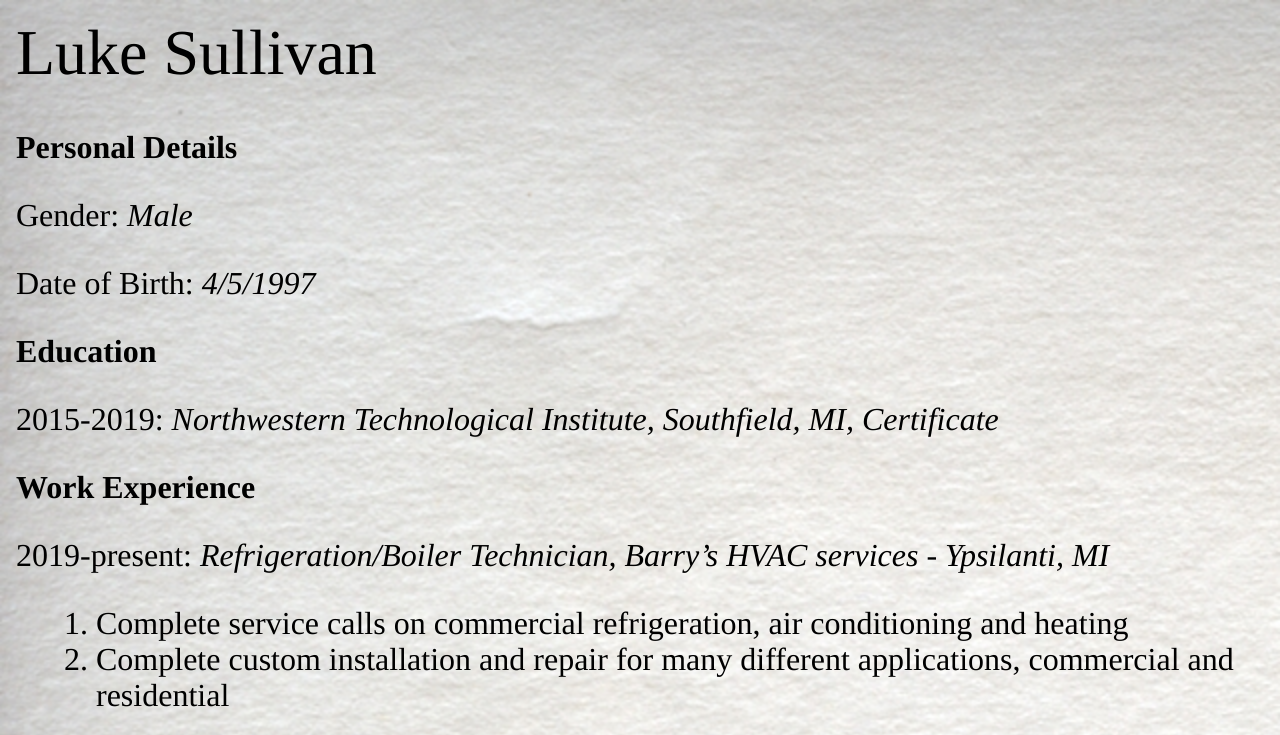 Luke Sullivan
Personal Details
Gender: Male
Date of Birth: 4/5/1997
Education
2015-2019: Northwestern Technological Institute, Southfield, MI, Certificate
Work Experience
2019-present: Refrigeration/Boiler Technician, Barry’s HVAC services - Ypsilanti, MI
1. Complete service calls on commercial refrigeration, air conditioning and heating
2. Complete custom installation and repair for many different applications, commercial and
residential